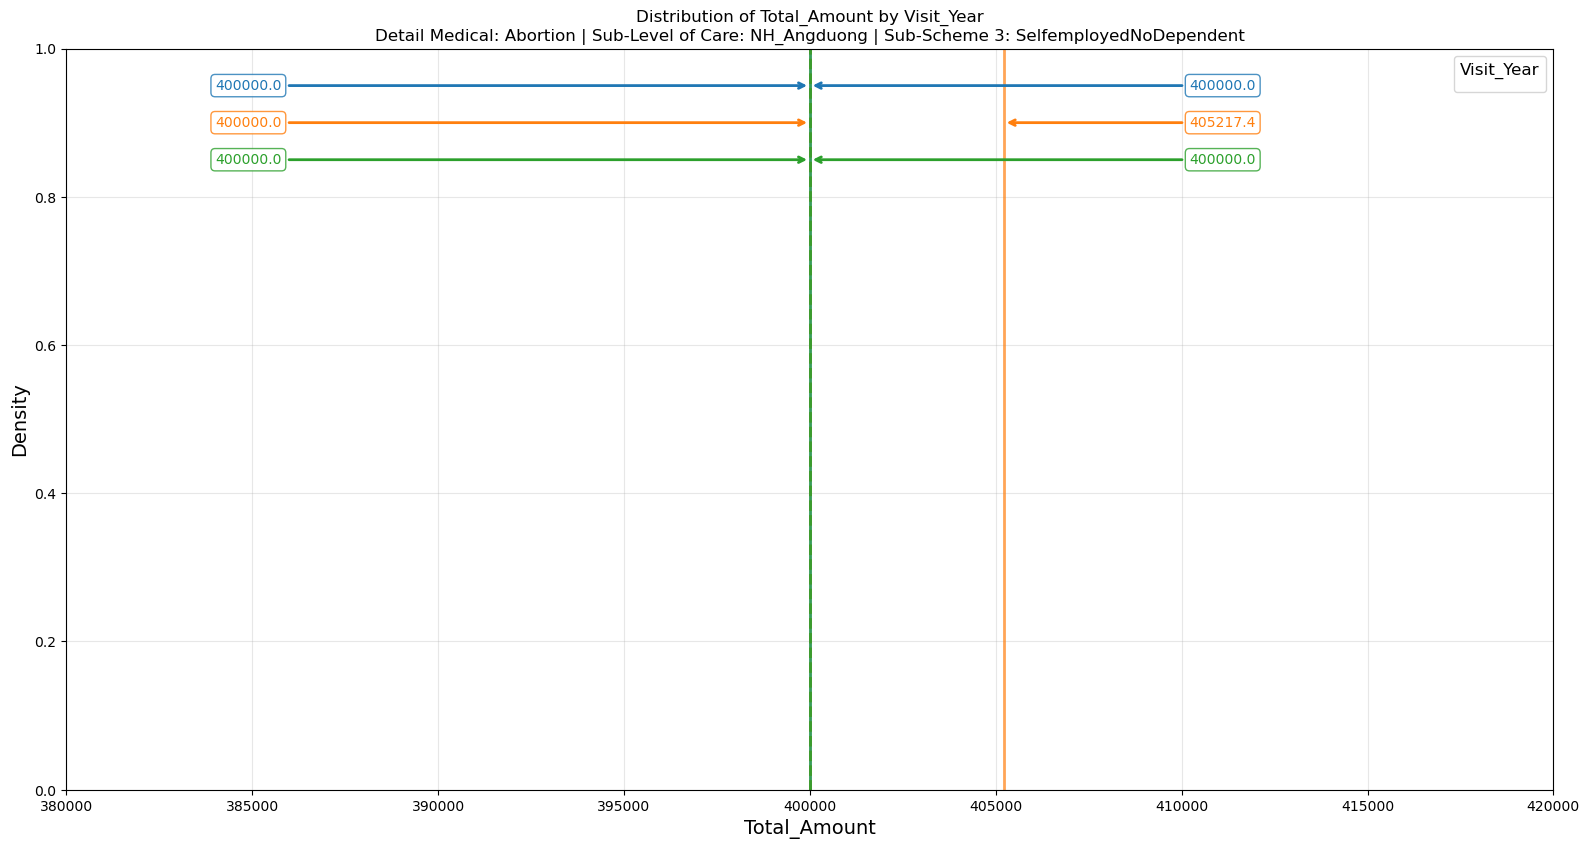 Distribution of Total_Amount by Visit_Year
Detail Medical: Abortion | Sub-Level of Care: NH_Angduong | Sub-Scheme 3: SelfemployedNoDependent
Visit_Year
400000.0 400000.0
400000.0 405217.4
400000.0 400000.0
Density
1.0
0.8
0.6
0.4
0.2
0.0
380000 385000 390000 395000 400000 405000 410000 415000 420000
Total_Amount